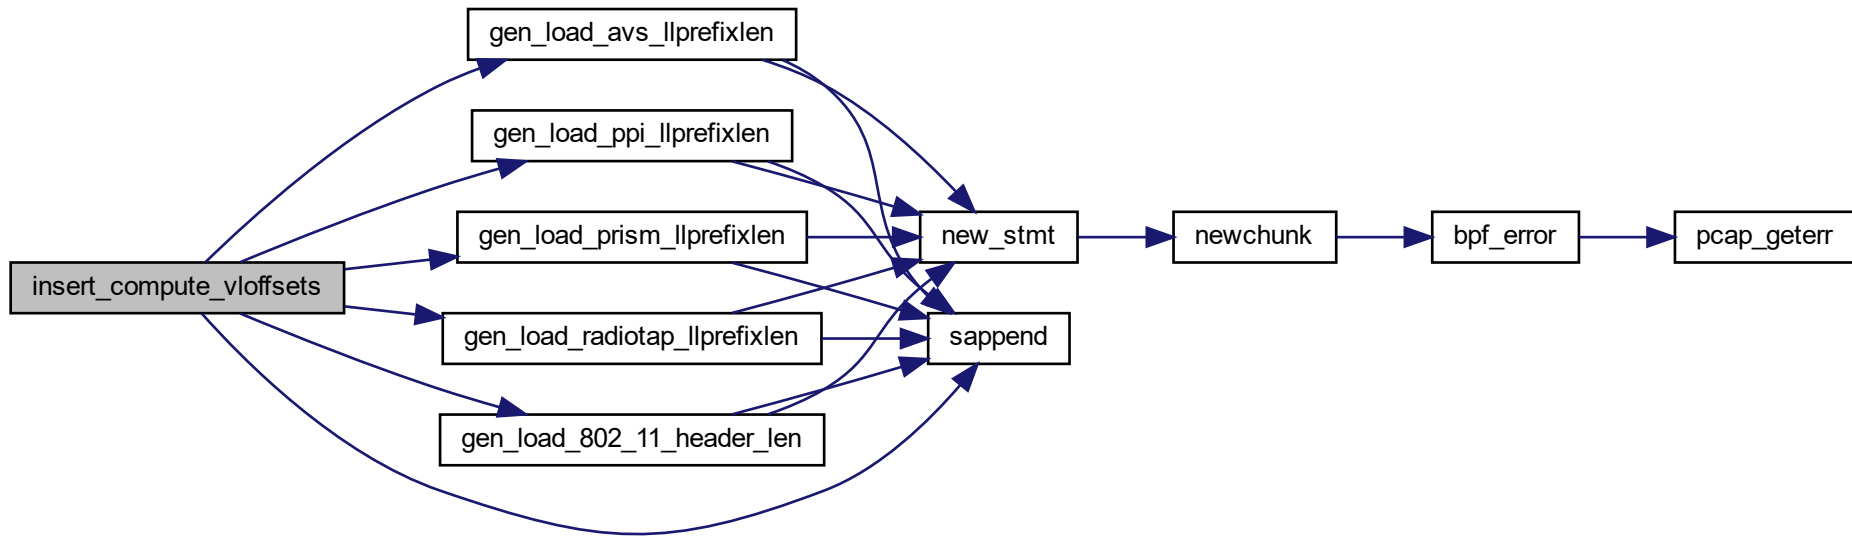 gen_load_avs_llprefixlen
gen_load_ppi_llprefixlen
gen_load_prism_llprefixlen
new_stmt
newchunk
bpf_error
pcap_geterr
insert_compute_vloffsets
gen_load_radiotap_llprefixlen
sappend
gen_load_802_11_header_len